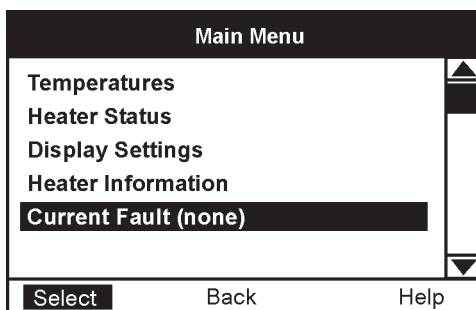 Main Menu
Temperatures
Heater Status
Display Settings
Heater Information
Current Fault (none)
Select Back Help